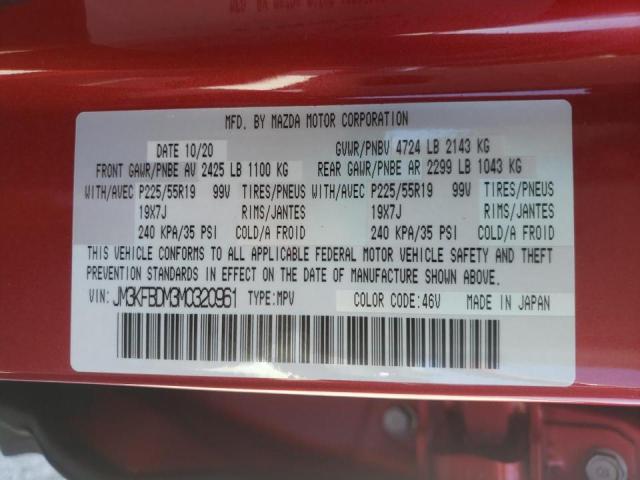 MFD. BY MAZDA MOTOR CORPORATION
DATE 10/20 GVWR/PNBV 4724 LB 2143 KG
FRONT GAWR/PNBE AV 2425 LB 1100 KG REAR GAWR/PNBE AR 2299 LB 1043 KG
WITH/AVEC P225/55R19 99V TIRES/PNEUS WITH/AVEC P225/55R19 99V TIRES/PNEUS
19X7J RIMS/JANTES 19X7J RIMS/JANTES
240 KPA/35 PSI COLD/A FROID 240 KPA/35 PSI COLD/A FROID
THIS VEHICLE CONFORMS TO ALL APPLICABLE FEDERAL MOTOR VEHICLE SAFETY AND THEFT
PREVENTION STANDARDS IN EFFECT ON THE DATE OF MANUFACTURE SHOWN ABOVE.
VIN: JM3KFBDM3M0320951 TYPE:MPV COLOR CODE:46V MADE IN JAPAN